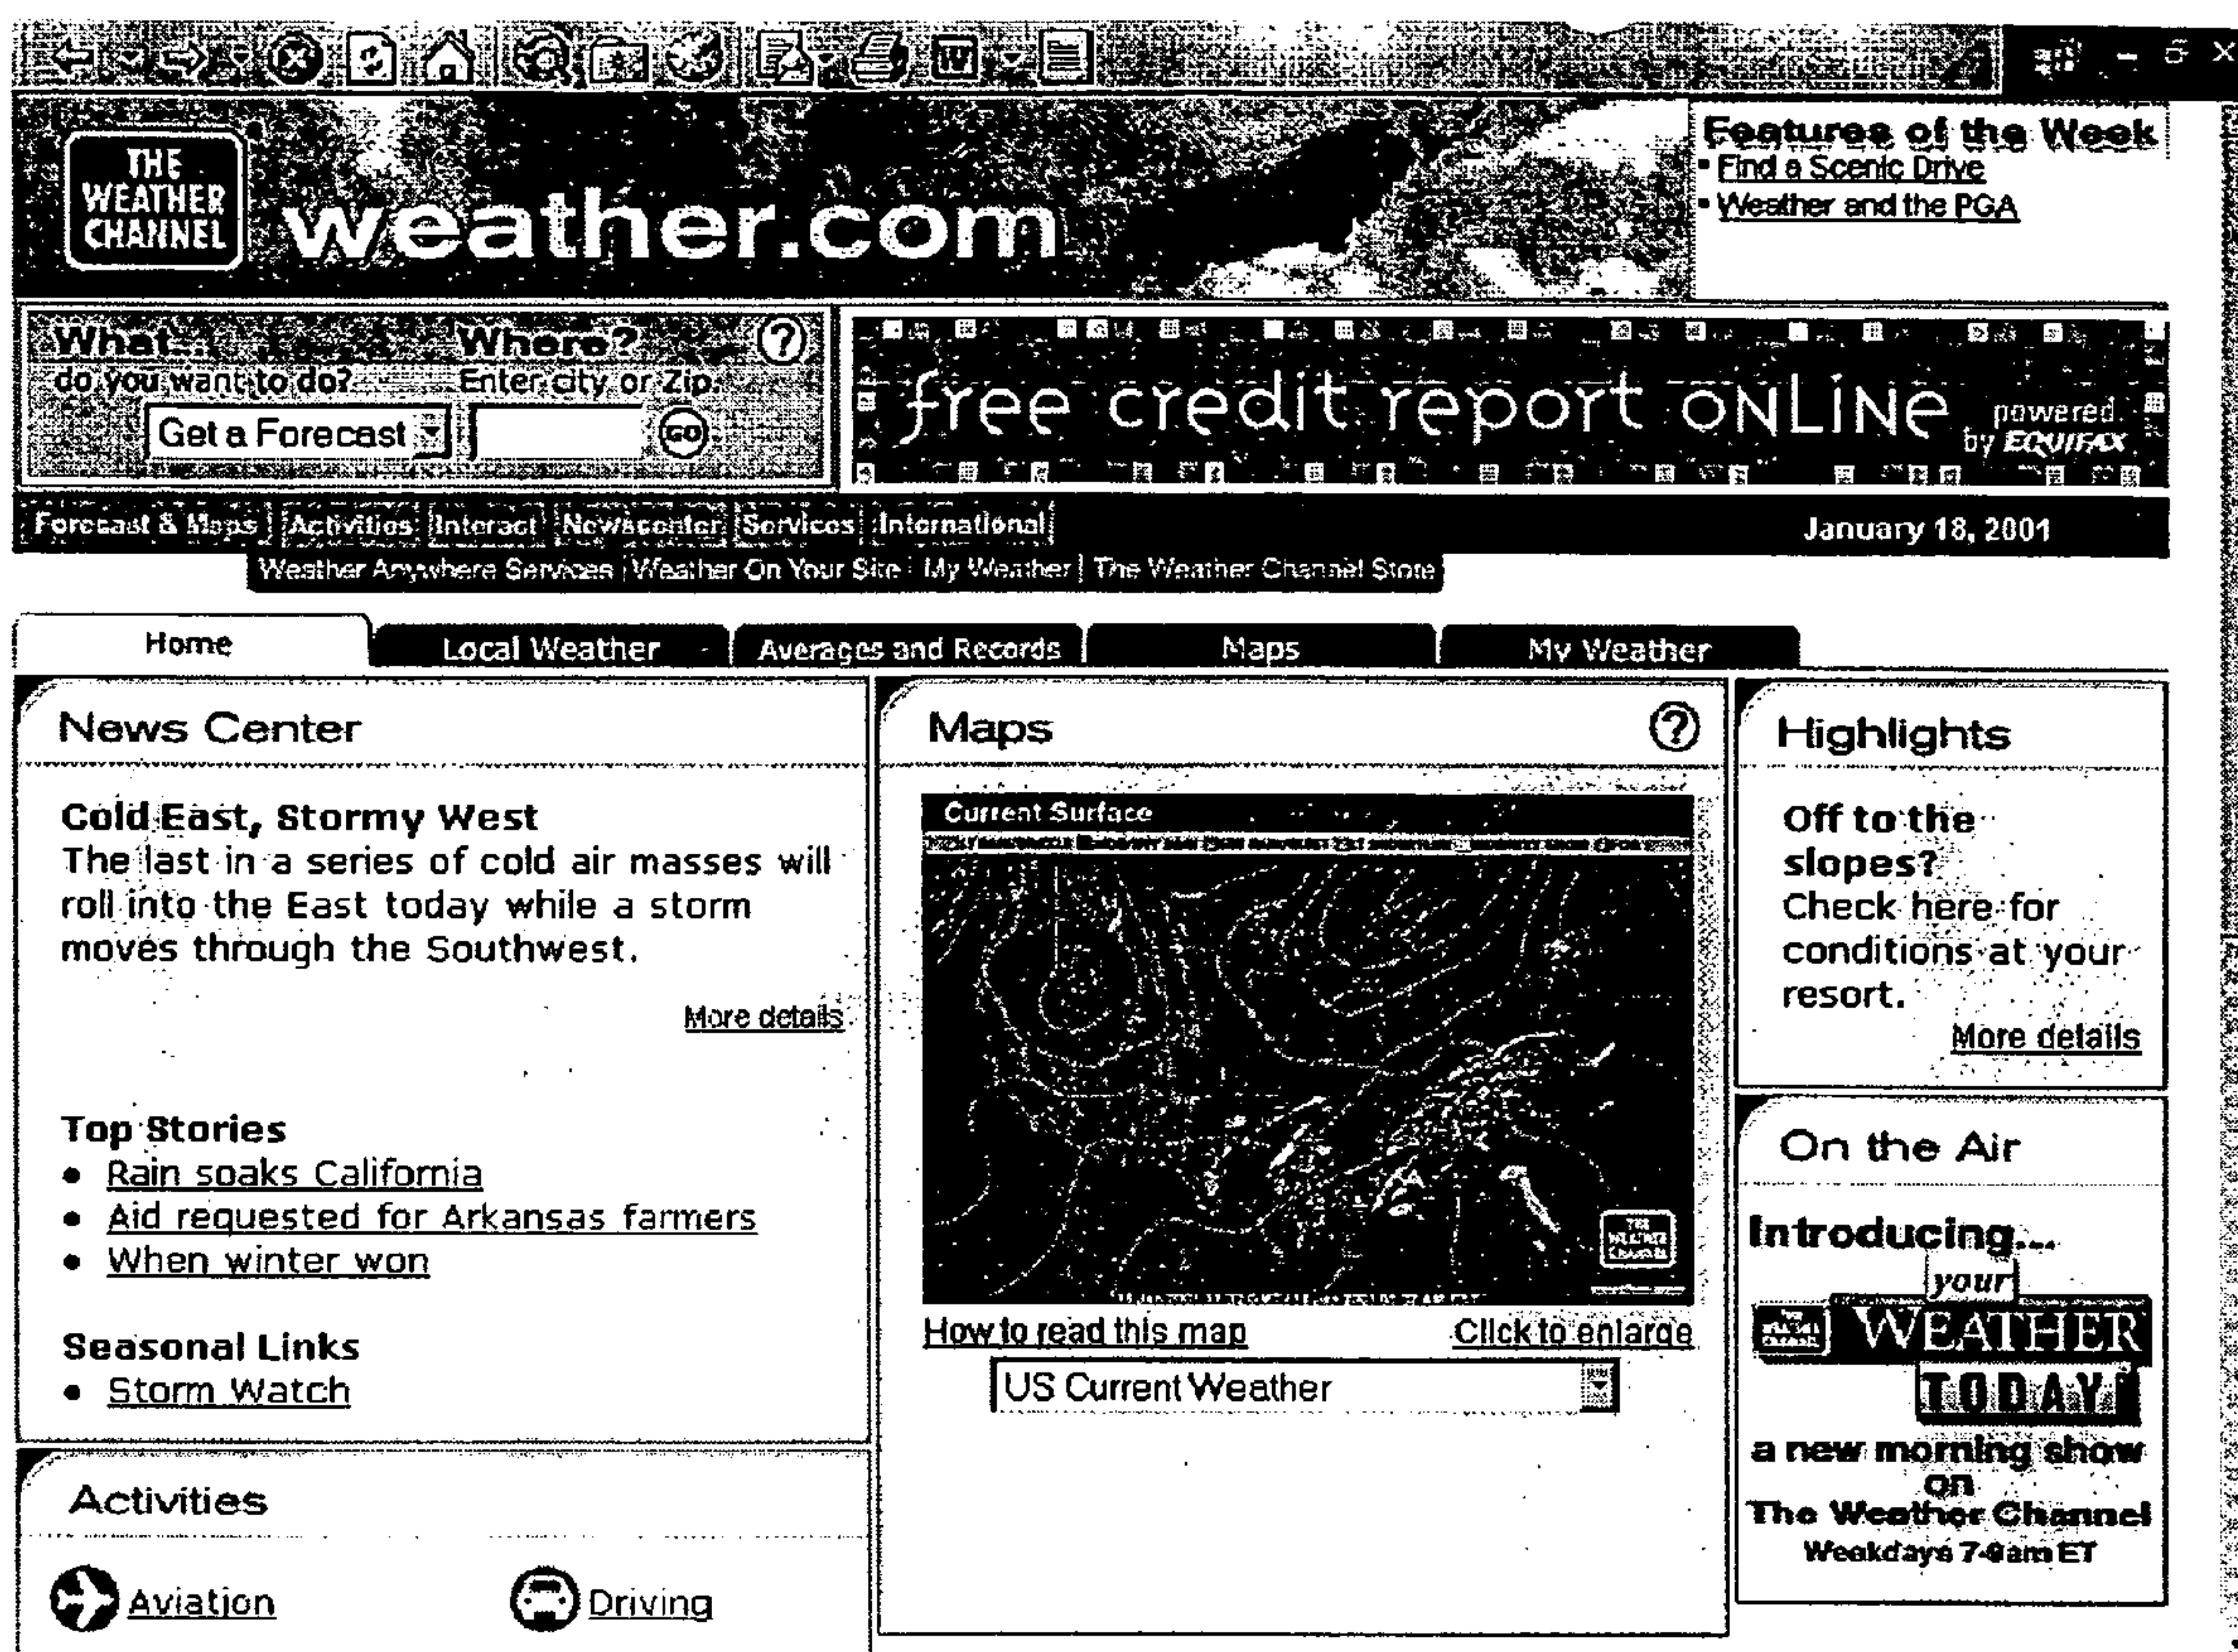 THE
WEATHER
CHANNEL
weather.com
Features of the Week
Find a Scenic Drive
Weather and the PGA
What...
do you want to do?
Get a Forecast
Where?
Enter city or Zip.
GO
free credit report oNLiNe
powered
by EQUIFAX
Forecast & Maps Activities Interact Newscenter Services International
January 18, 2001
Weather Anywhere Services | Weather On Your Site | My Weather | The Weather Channel Store
Home
Local Weather
Averages and Records
Maps
My Weather
News Center
Cold East, Stormy West
The last in a series of cold air masses will
roll into the East today while a storm
moves through the Southwest.
More details
Top Stories
• Rain soaks California
• Aid requested for Arkansas farmers
• When winter won
Seasonal Links
• Storm Watch
Activities
Aviation
Driving
Maps
?
Current Surface
THE
WEATHER
CHANNEL
How to read this map
Click to enlarge
US Current Weather
Highlights
Off to the
slopes?
Check here for
conditions at your
resort.
More details
On the Air
Introducing...
your
WEATHER
TODAY
a new morning show
on
The Weather Channel
Weekdays 7-9am ET